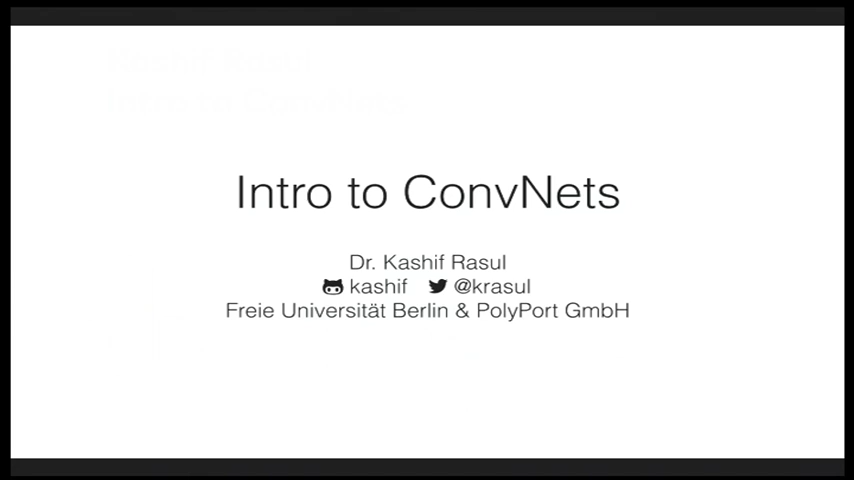 Intro to ConvNets
Dr. Kashif Rasul
kashif @krasul
Freie Universität Berlin & PolyPort GmbH